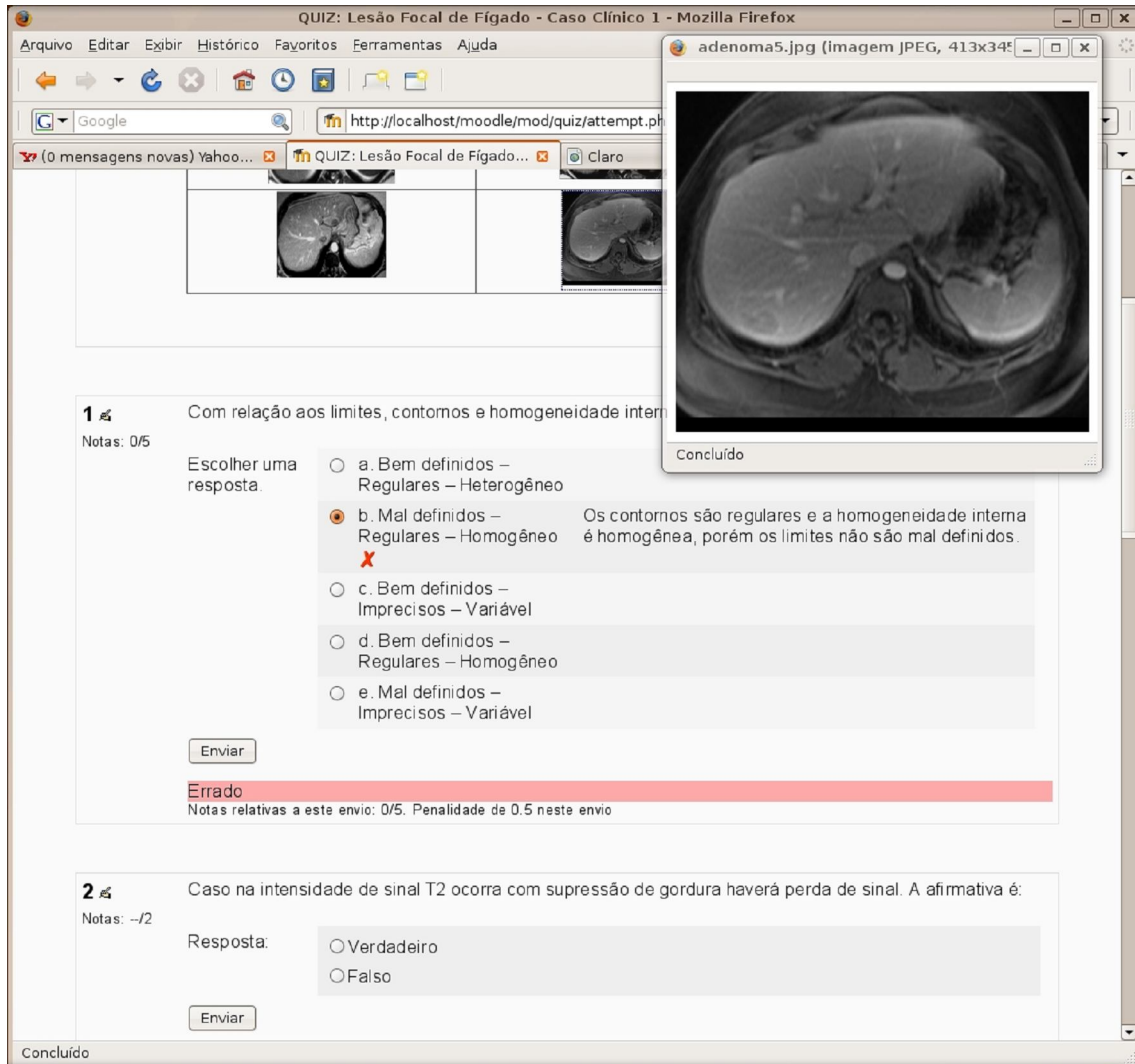 QUIZ: Lesão Focal de Fígado - Caso Clínico 1 - Mozilla Firefox
Arquivo Editar Exibir Histórico Favoritos Ferramentas Ajuda
adenoma5.jpg (imagem JPEG, 413x345
G Google
http://localhost/moodle/mod/quiz/attempt.ph
(0 mensagens novas) Yahoo...
QUIZ: Lesão Focal de Fígado...
Claro
Concluído
1
Com relação aos limites, contornos e homogeneidade intern
Notas: 0/5
Escolher uma
resposta.
a. Bem definidos –
Regulares – Heterogêneo
b. Mal definidos –
Regulares – Homogêneo
Os contornos são regulares e a homogeneidade interna
é homogênea, porém os limites não são mal definidos.
c. Bem definidos –
Imprecisos – Variável
d. Bem definidos –
Regulares – Homogêneo
e. Mal definidos –
Imprecisos – Variável
Enviar
Errado
Notas relativas a este envio: 0/5. Penalidade de 0.5 neste envio
2
Caso na intensidade de sinal T2 ocorra com supressão de gordura haverá perda de sinal. A afirmativa é:
Notas: --/2
Resposta:
Verdadeiro
Falso
Enviar
Concluído